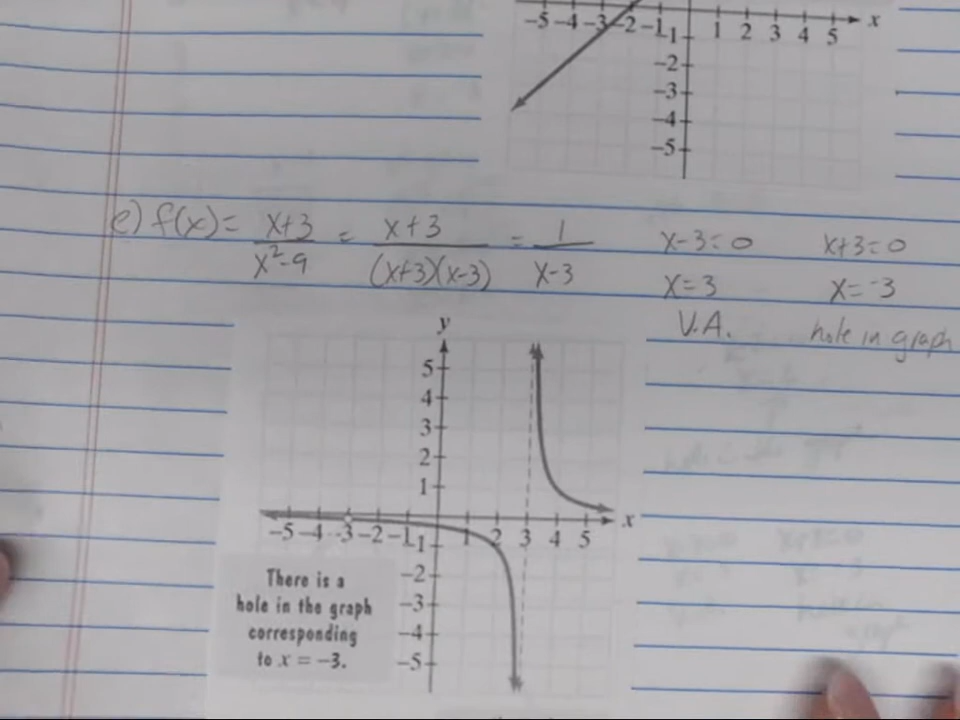 -5 -4 -3 -2 -1 1 2 3 4 5 x
-1
-2
-3
-4
-5
e) f(x) = x+3 / x²-9 = x+3 / (x+3)(x-3) = 1 / x-3
x-3=0 x+3=0
x=3 x=-3
V.A. hole in graph
y
5
4
3
2
1
-5 -4 -3 -2 -1 1 2 3 4 5 x
-1
-2
-3
-4
-5
There is a
hole in the graph
corresponding
to x = -3.